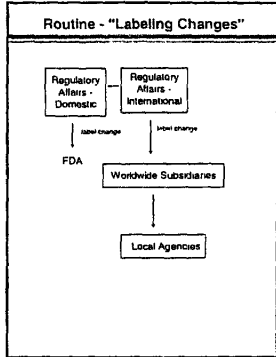 Routine - "Labeling Changes"
Regulatory
Affairs -
Domestic
Regulatory
Affairs -
International
label change
label change
FDA
Worldwide Subsidiaries
Local Agencies